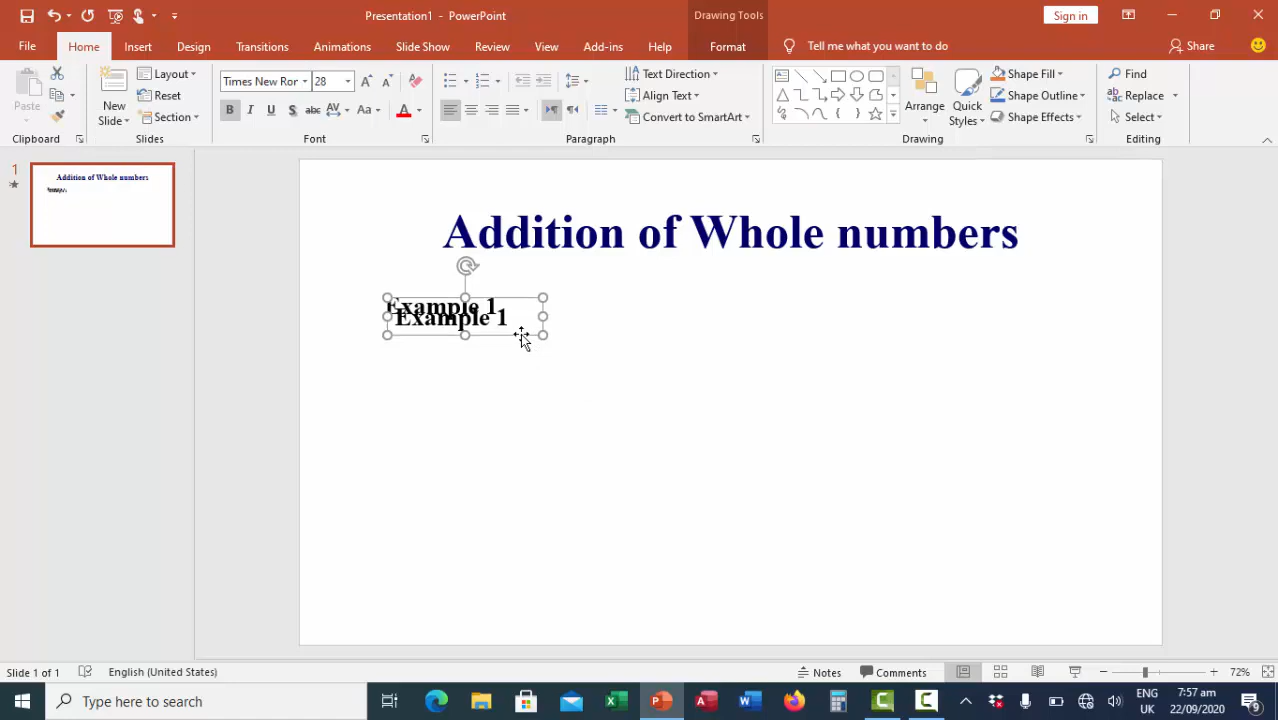 Presentation1 - PowerPoint
Drawing Tools
Sign in
File Home Insert Design Transitions Animations Slide Show Review View Add-ins Help Format Tell me what you want to do Share
Paste
New Slide
Layout
Reset
Section
Times New Ror 28
B I U S abc AV Aa A
Text Direction
Align Text
Convert to SmartArt
Arrange
Quick Styles
Shape Fill
Shape Outline
Shape Effects
Find
Replace
Select
Clipboard Slides Font Paragraph Drawing Editing
1
Addition of Whole numbers
Addition of Whole numbers
Example 1
Example 1
Slide 1 of 1 English (United States) Notes Comments 72%
Type here to search
ENG
UK
7:57 am
22/09/2020
9